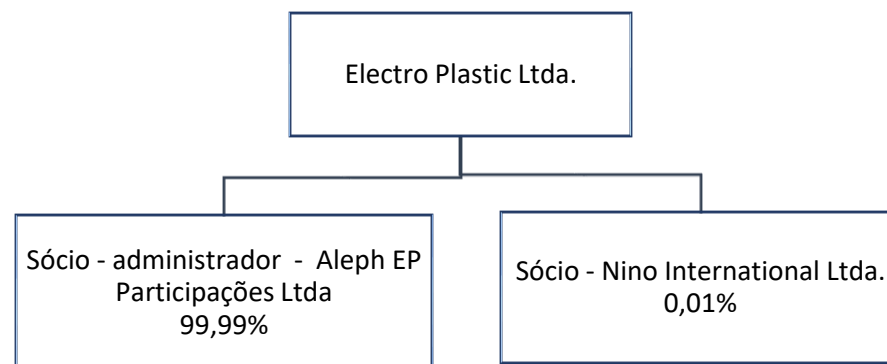 Electro Plastic Ltda.
Sócio - administrador - Aleph EP
Participações Ltda
99,99%
Sócio - Nino International Ltda.
0,01%